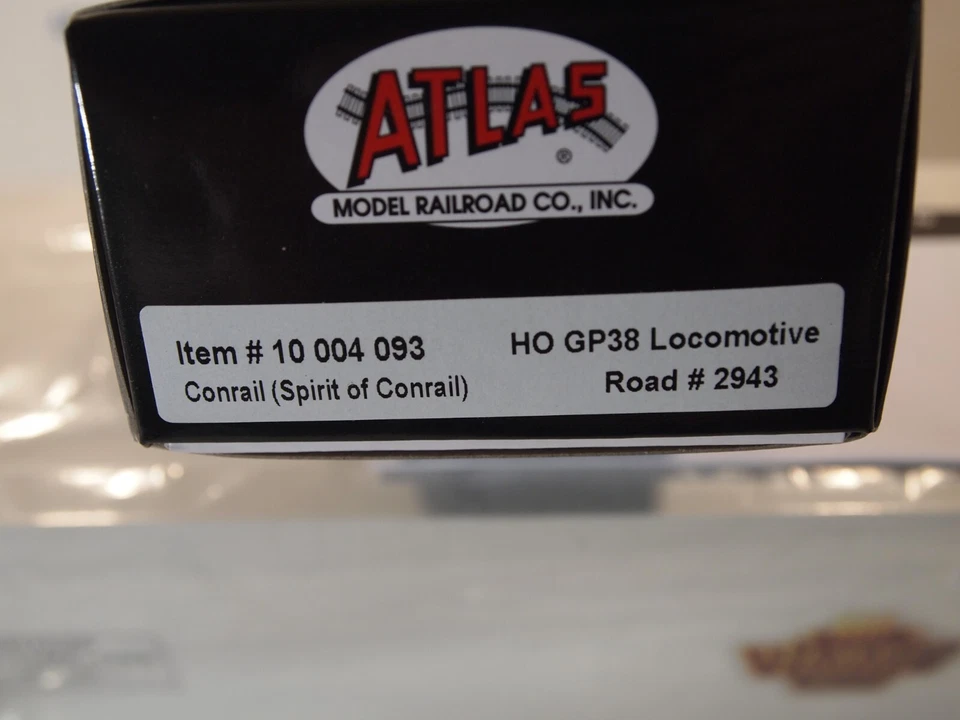 ATLAS
®
MODEL RAILROAD CO., INC.
Item # 10 004 093
HO GP38 Locomotive
Conrail (Spirit of Conrail)
Road # 2943